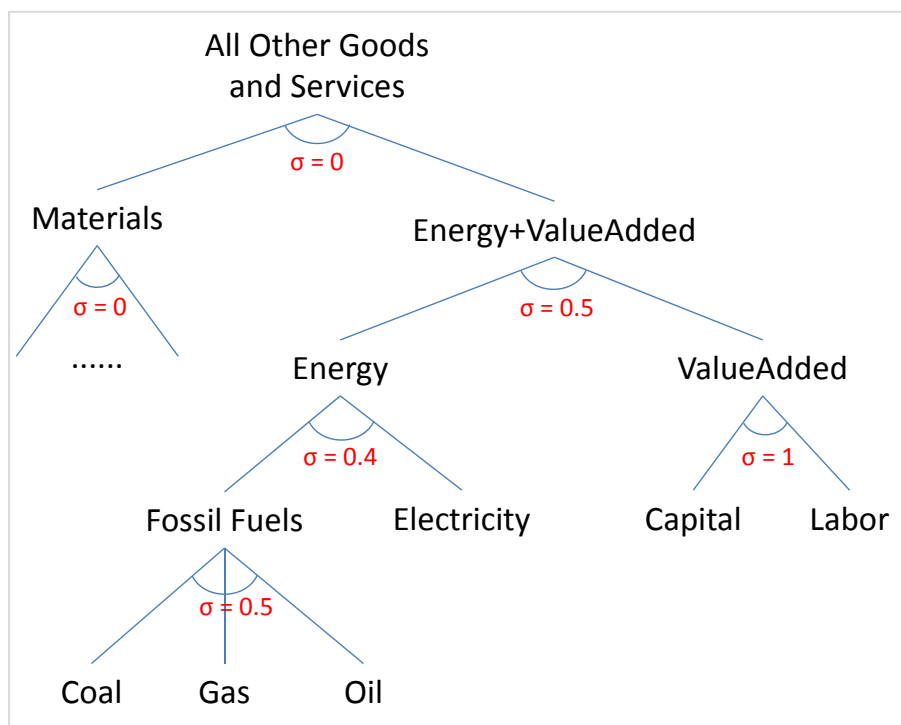 All Other Goods
and Services
σ = 0
Materials
Energy+ValueAdded
σ = 0
σ = 0.5
......
Energy
ValueAdded
σ = 0.4
σ = 1
Fossil Fuels
Electricity
Capital
Labor
σ = 0.5
Coal
Gas
Oil